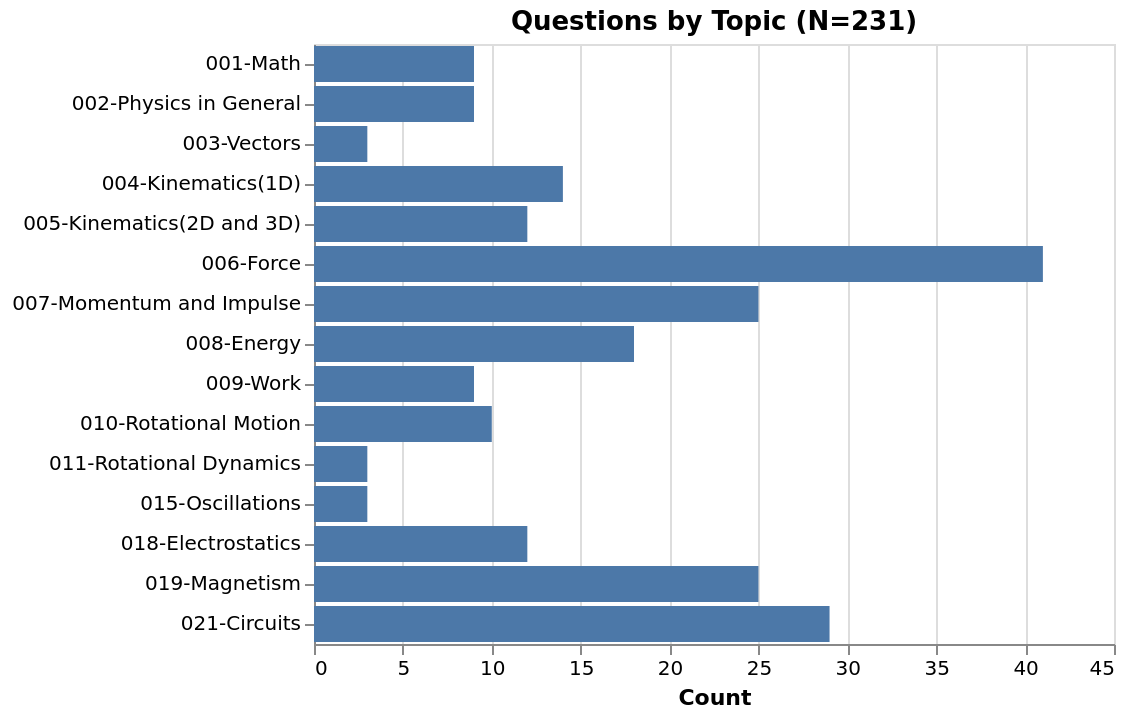 Questions by Topic (N=231)
001-Math
002-Physics in General
003-Vectors
004-Kinematics(1D)
005-Kinematics(2D and 3D)
006-Force
007-Momentum and Impulse
008-Energy
009-Work
010-Rotational Motion
011-Rotational Dynamics
015-Oscillations
018-Electrostatics
019-Magnetism
021-Circuits
0 5 10 15 20 25 30 35 40 45
Count